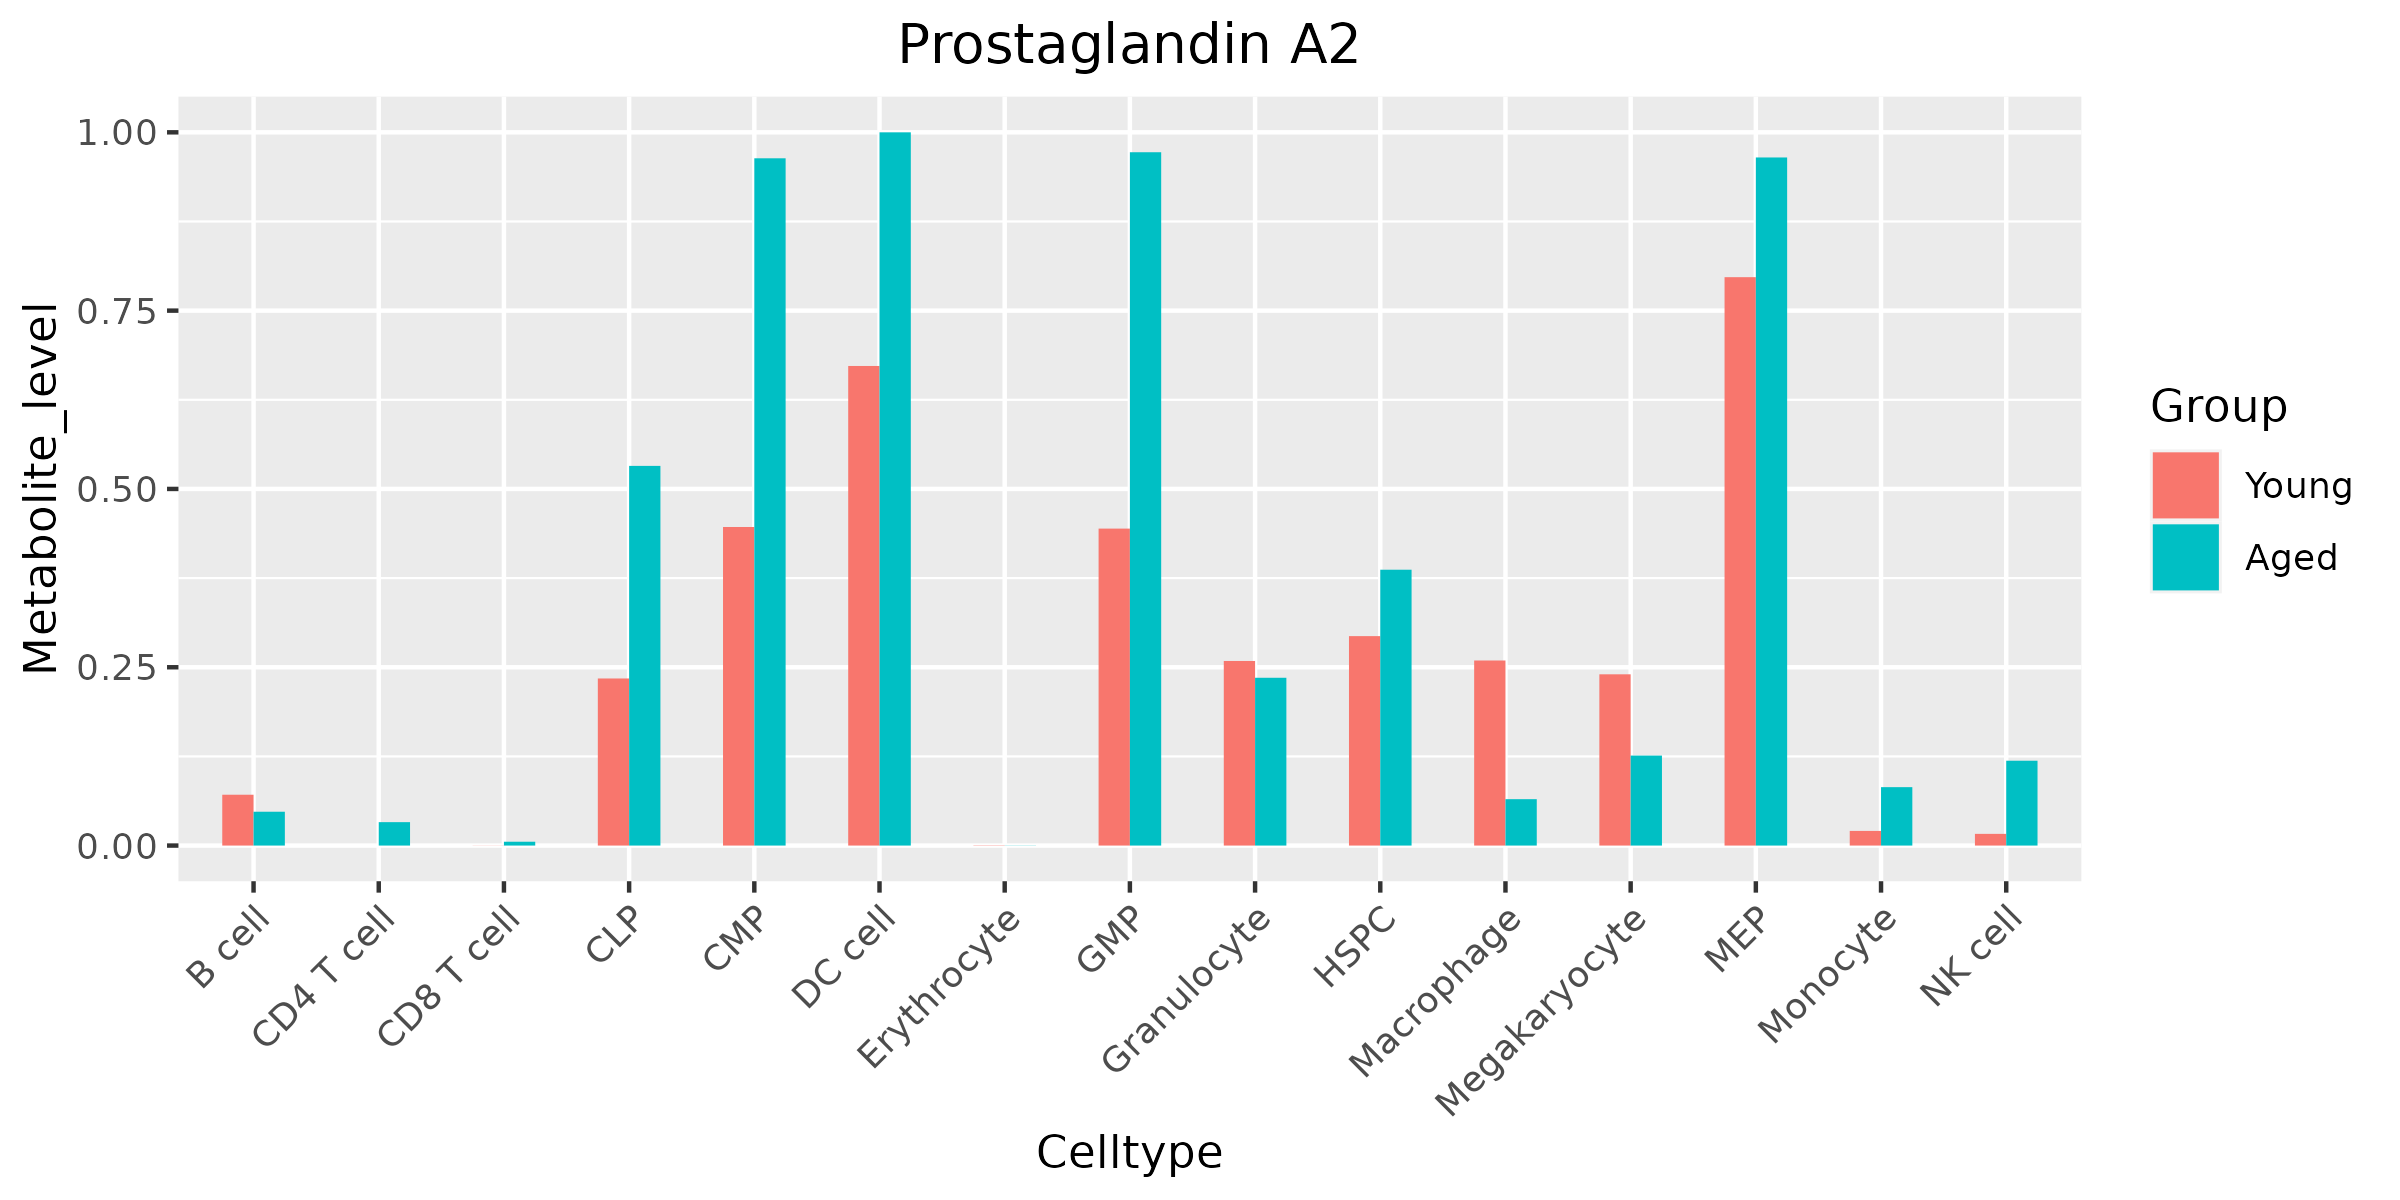 Prostaglandin A2
Metabolite_level
1.00
0.75
0.50
0.25
0.00
B cell
CD4 T cell
CD8 T cell
CLP
CMP
DC cell
Erythrocyte
GMP
Granulocyte
HSPC
Macrophage
Megakaryocyte
MEP
Monocyte
NK cell
Celltype
Group
Young
Aged